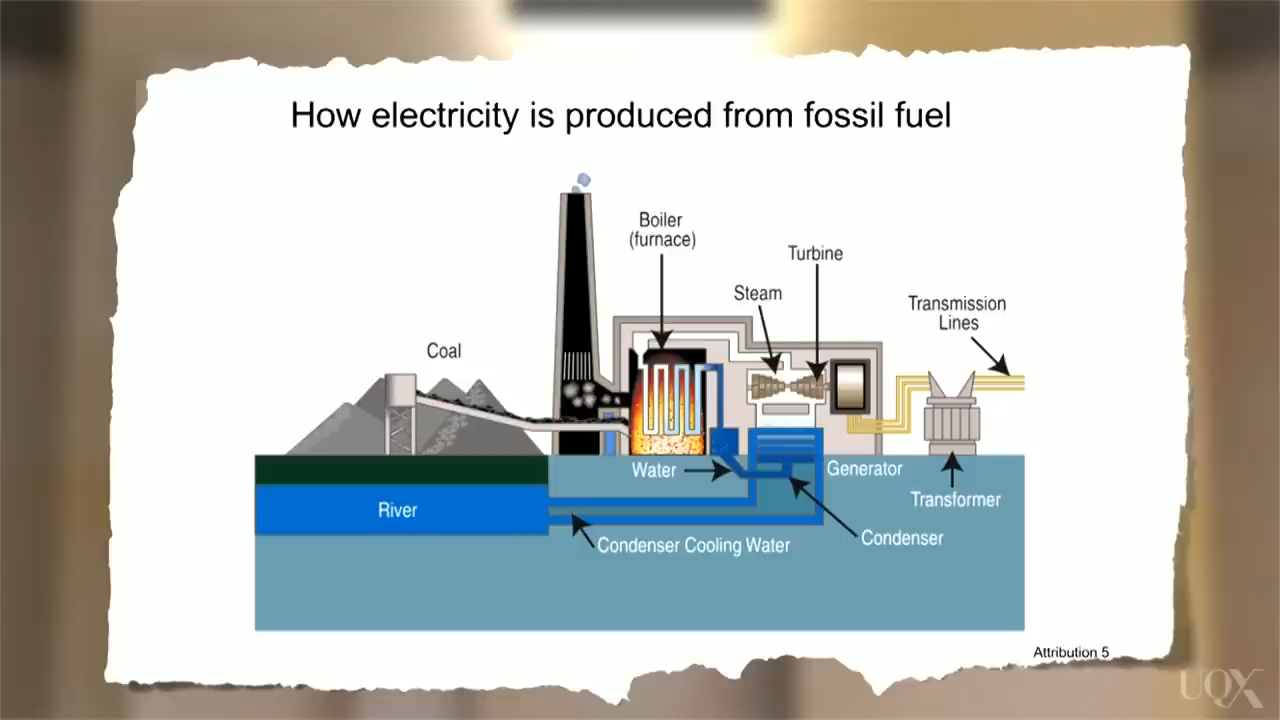 How electricity is produced from fossil fuel
Boiler
(furnace)
Turbine
Steam
Transmission
Lines
Coal
Water
Generator
River
Transformer
Condenser Cooling Water
Condenser
Attribution 5
UQX